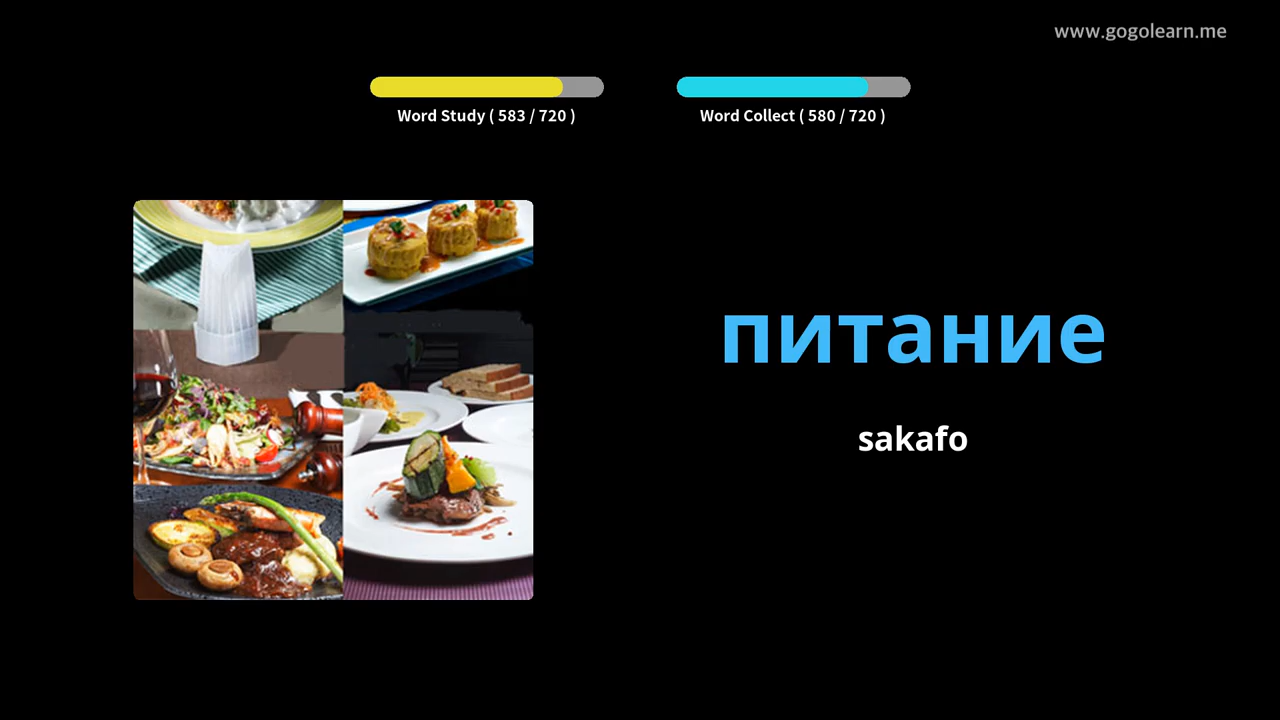 www.gogolearn.me
Word Study ( 583 / 720 )
Word Collect ( 580 / 720 )
питание
sakafo